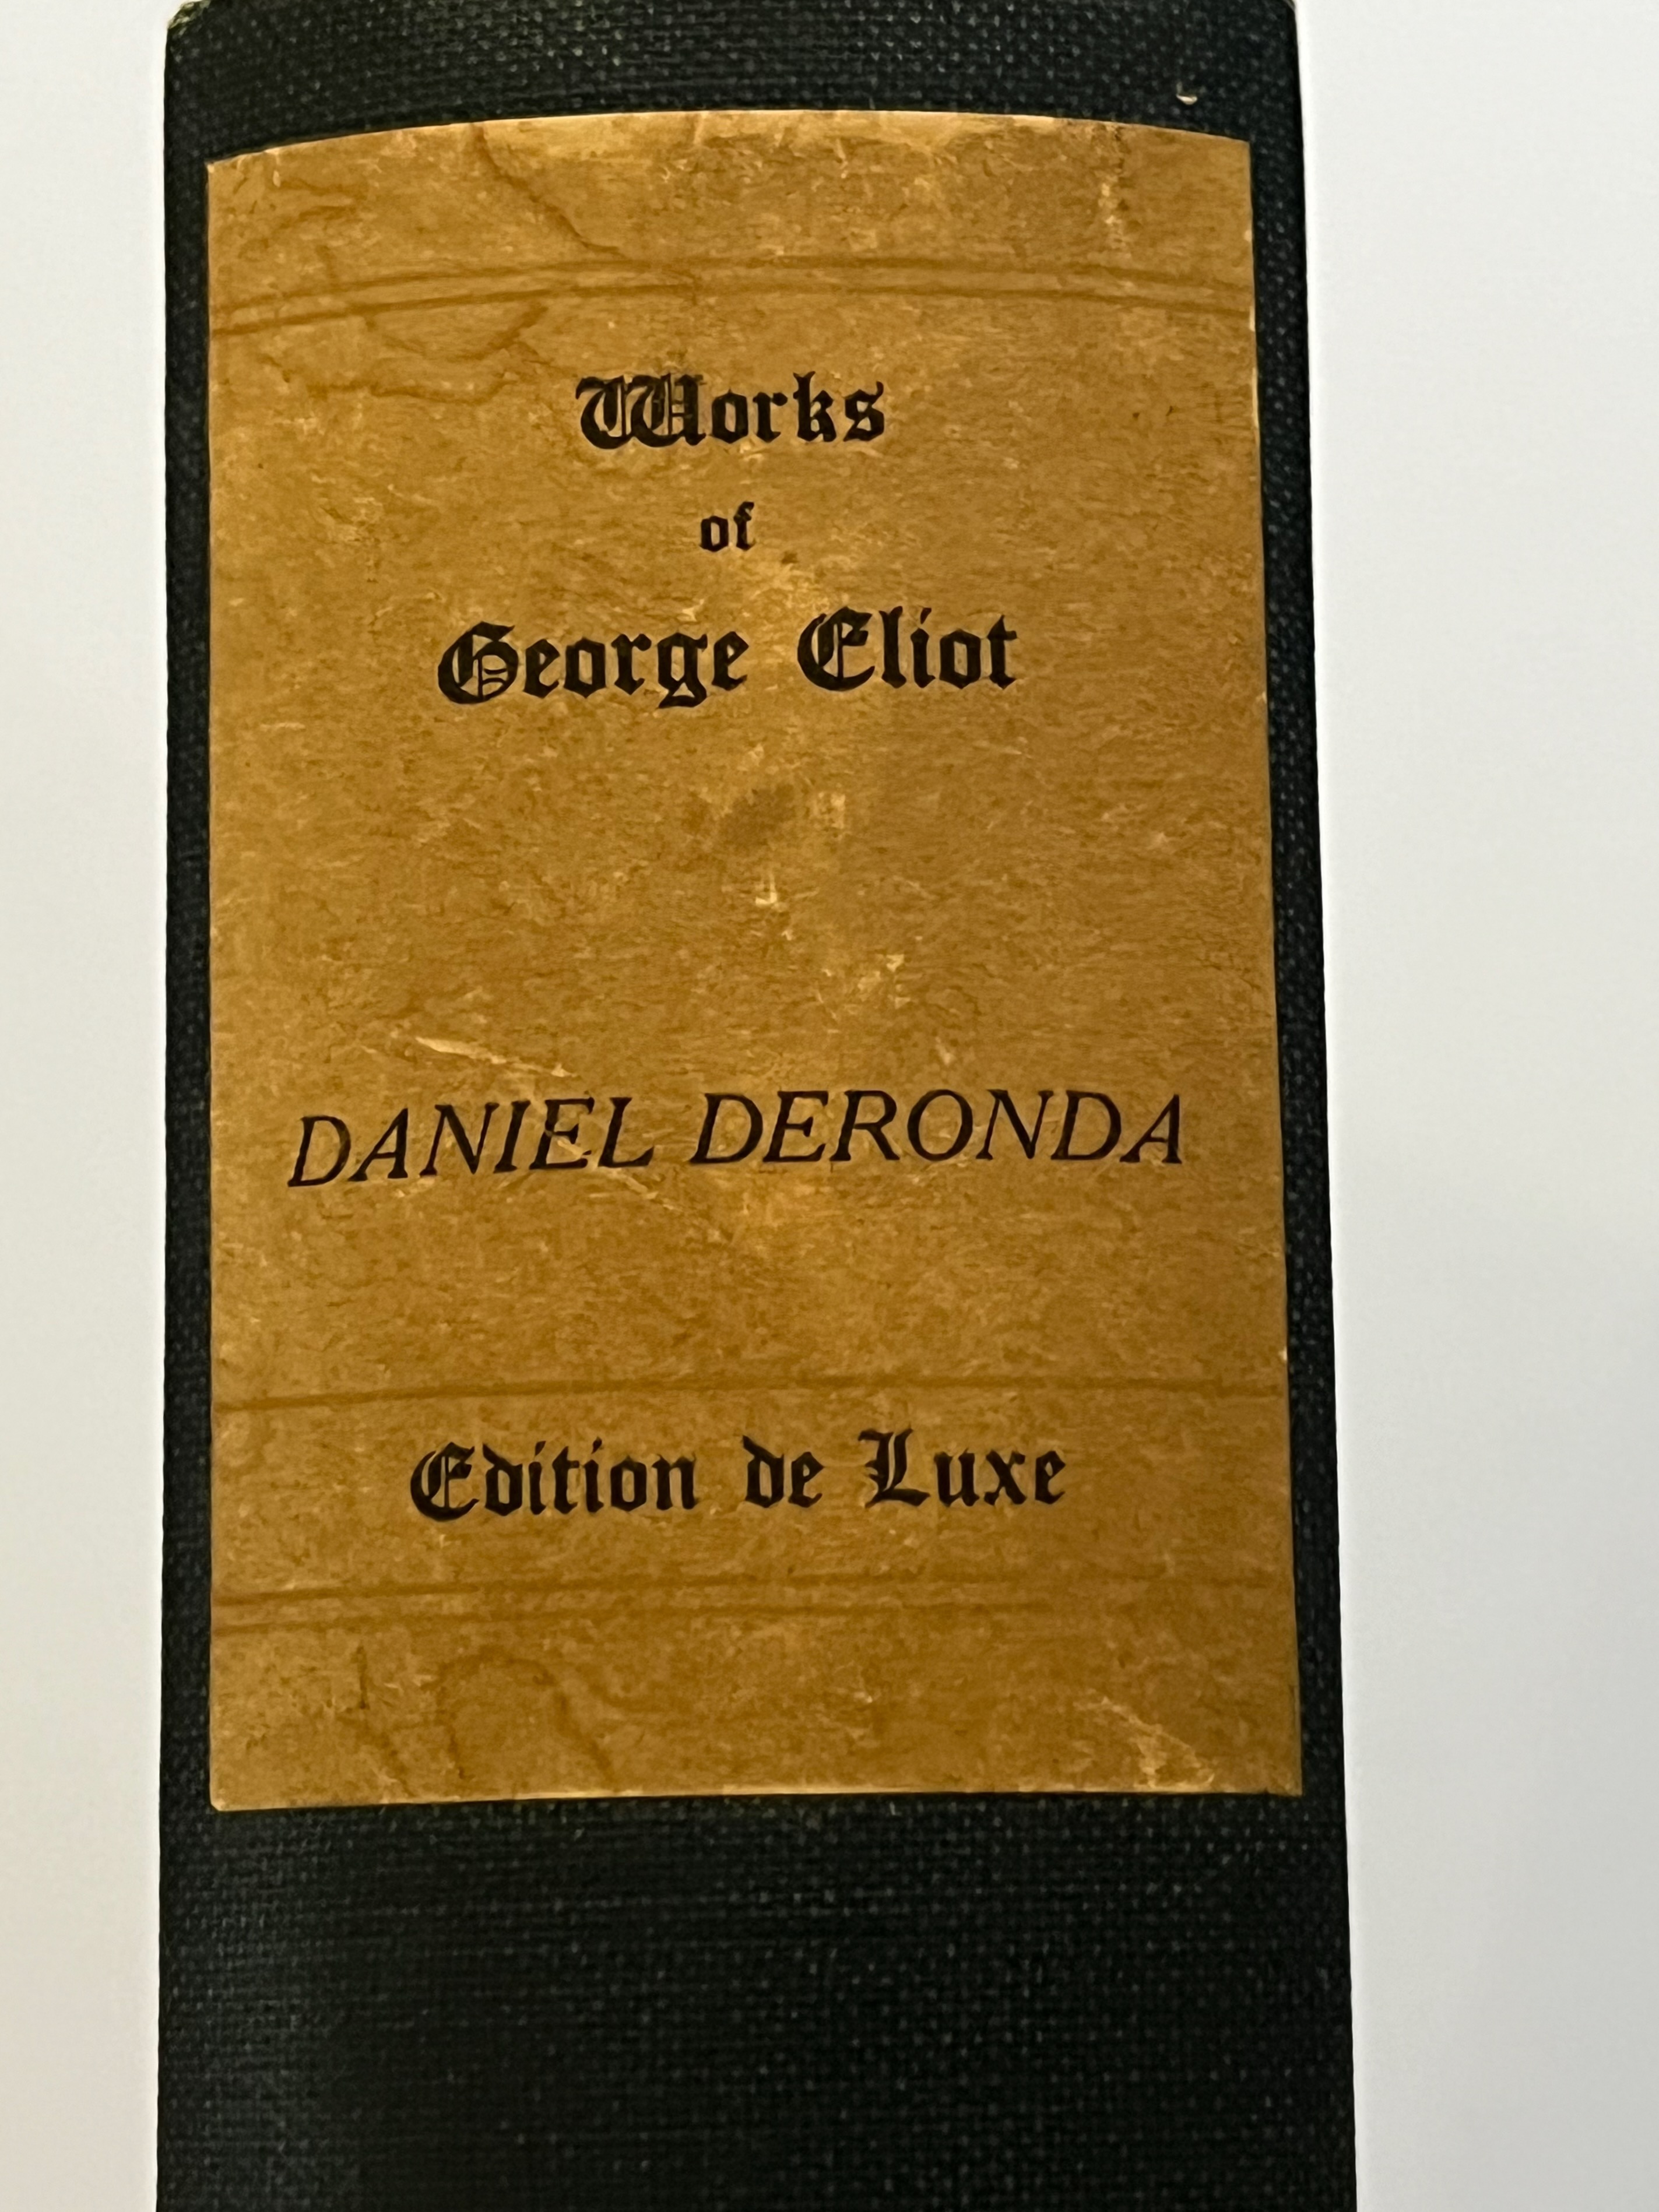 Works
of
George Eliot
DANIEL DERONDA
Edition de Luxe